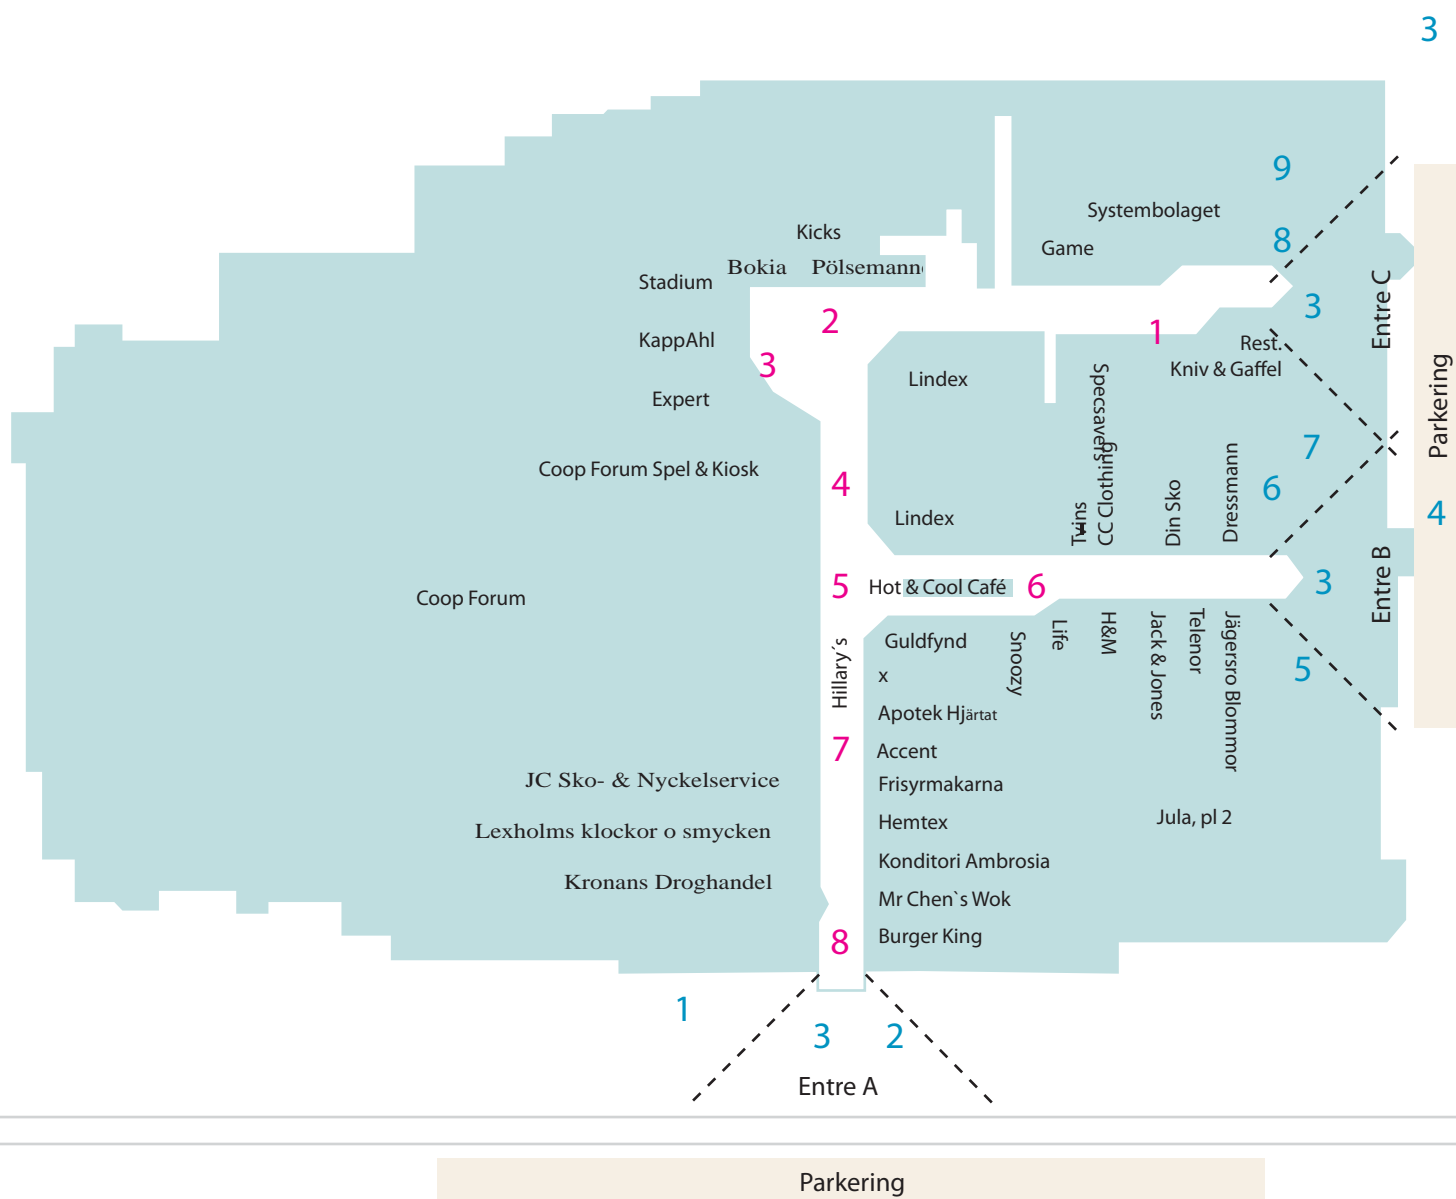 3
9
Systembolaget
8
Game
Kicks
Bokia
Pölsemann
Stadium
2
1
3
Entre C
KappAhl
3
Rest.
Kniv & Gaffel
Lindex
Specsavers
Expert
Parkering
Coop Forum Spel & Kiosk
4
7
6
4
Lindex
Twins
CC Clothing
Din Sko
Dressmann
5
Hot & Cool Café
6
3
Entre B
Coop Forum
Hillary´s
Guldfynd
x
Snoozy
Life
H&M
Jack & Jones
Telenor
Jägersro Blommor
5
Apotek Hjärtat
7
Accent
JC Sko- & Nyckelservice
Frisyrmakarna
Lexholms klockor o smycken
Hemtex
Jula, pl 2
Konditori Ambrosia
Kronans Droghandel
Mr Chen`s Wok
8
Burger King
1
3
2
Entre A
Parkering